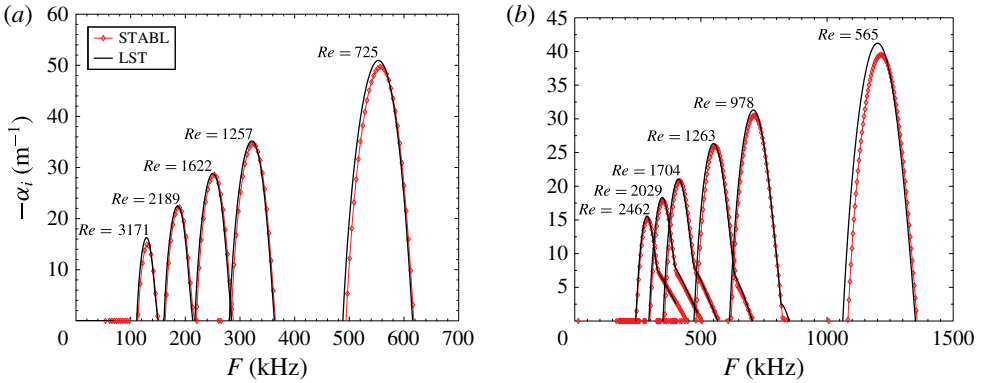 (a)
60
50
40
30
20
10
0
100
200
300
400
500
600
700
−α_i (m⁻¹)
F (kHz)
STABL
LST
Re = 725
Re = 1257
Re = 1622
Re = 2189
Re = 3171
(b)
45
40
35
30
25
20
15
10
5
0
500
1000
1500
F (kHz)
Re = 565
Re = 978
Re = 1263
Re = 1704
Re = 2029
Re = 2462